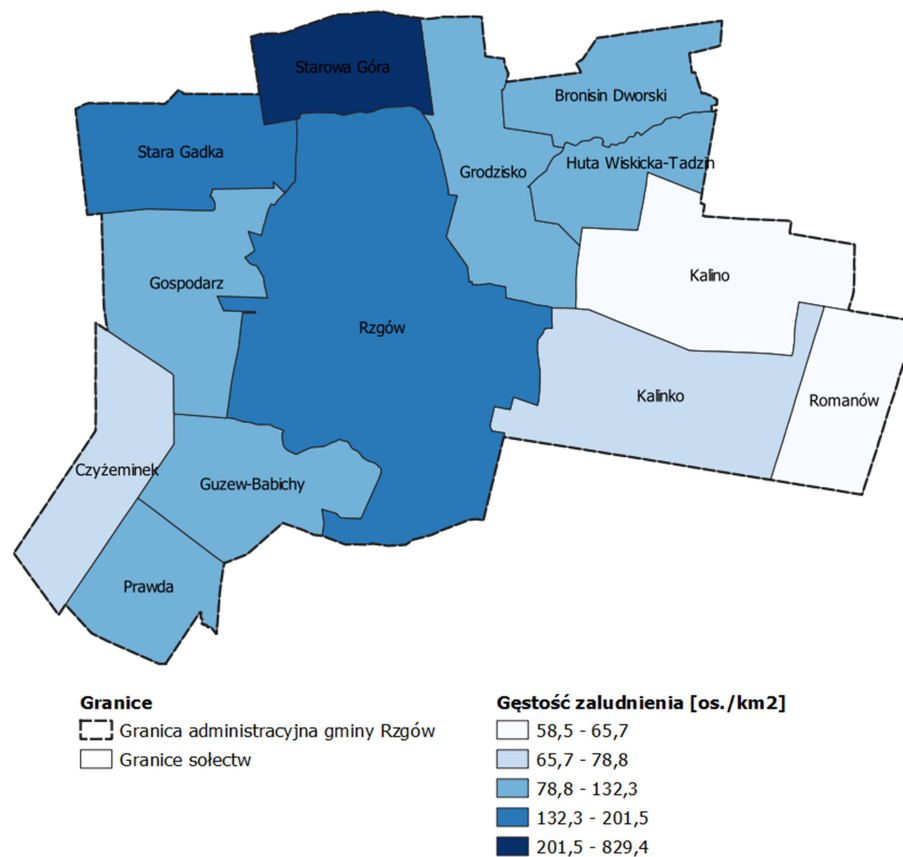 Starowa Góra
Bronisin Dworski
Stara Gadka
Huta Wiskicka-Tadzin
Grodzisko
Kalino
Gospodarz
Rzgów
Kalinko
Romanów
Czyżeminek
Guzew-Babichy
Prawda
Granice
Granica administracyjna gminy Rzgów
Granice sołectw
Gęstość zaludnienia [os./km2]
58,5 - 65,7
65,7 - 78,8
78,8 - 132,3
132,3 - 201,5
201,5 - 829,4